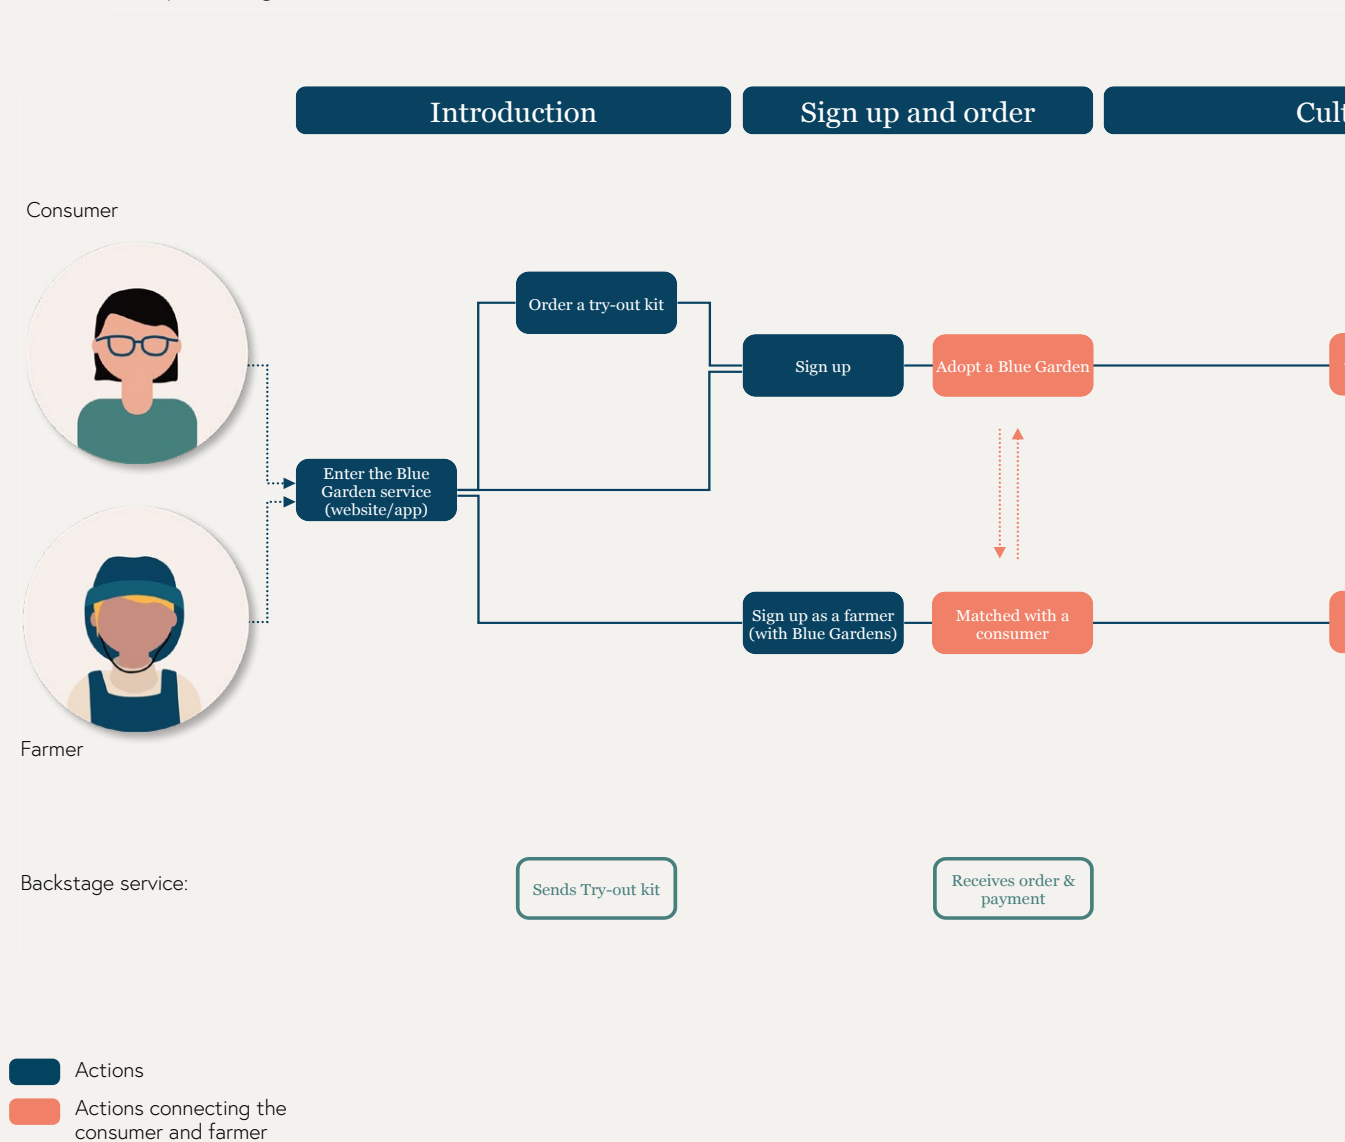 Introduction
Sign up and order
Consumer
Order a try-out kit
Sign up
Adopt a Blue Garden
Enter the Blue
Garden service
(website/app)
Sign up as a farmer
(with Blue Gardens)
Matched with a
consumer
Farmer
Backstage service:
Sends Try-out kit
Receives order &
payment
Actions
Actions connecting the
consumer and farmer